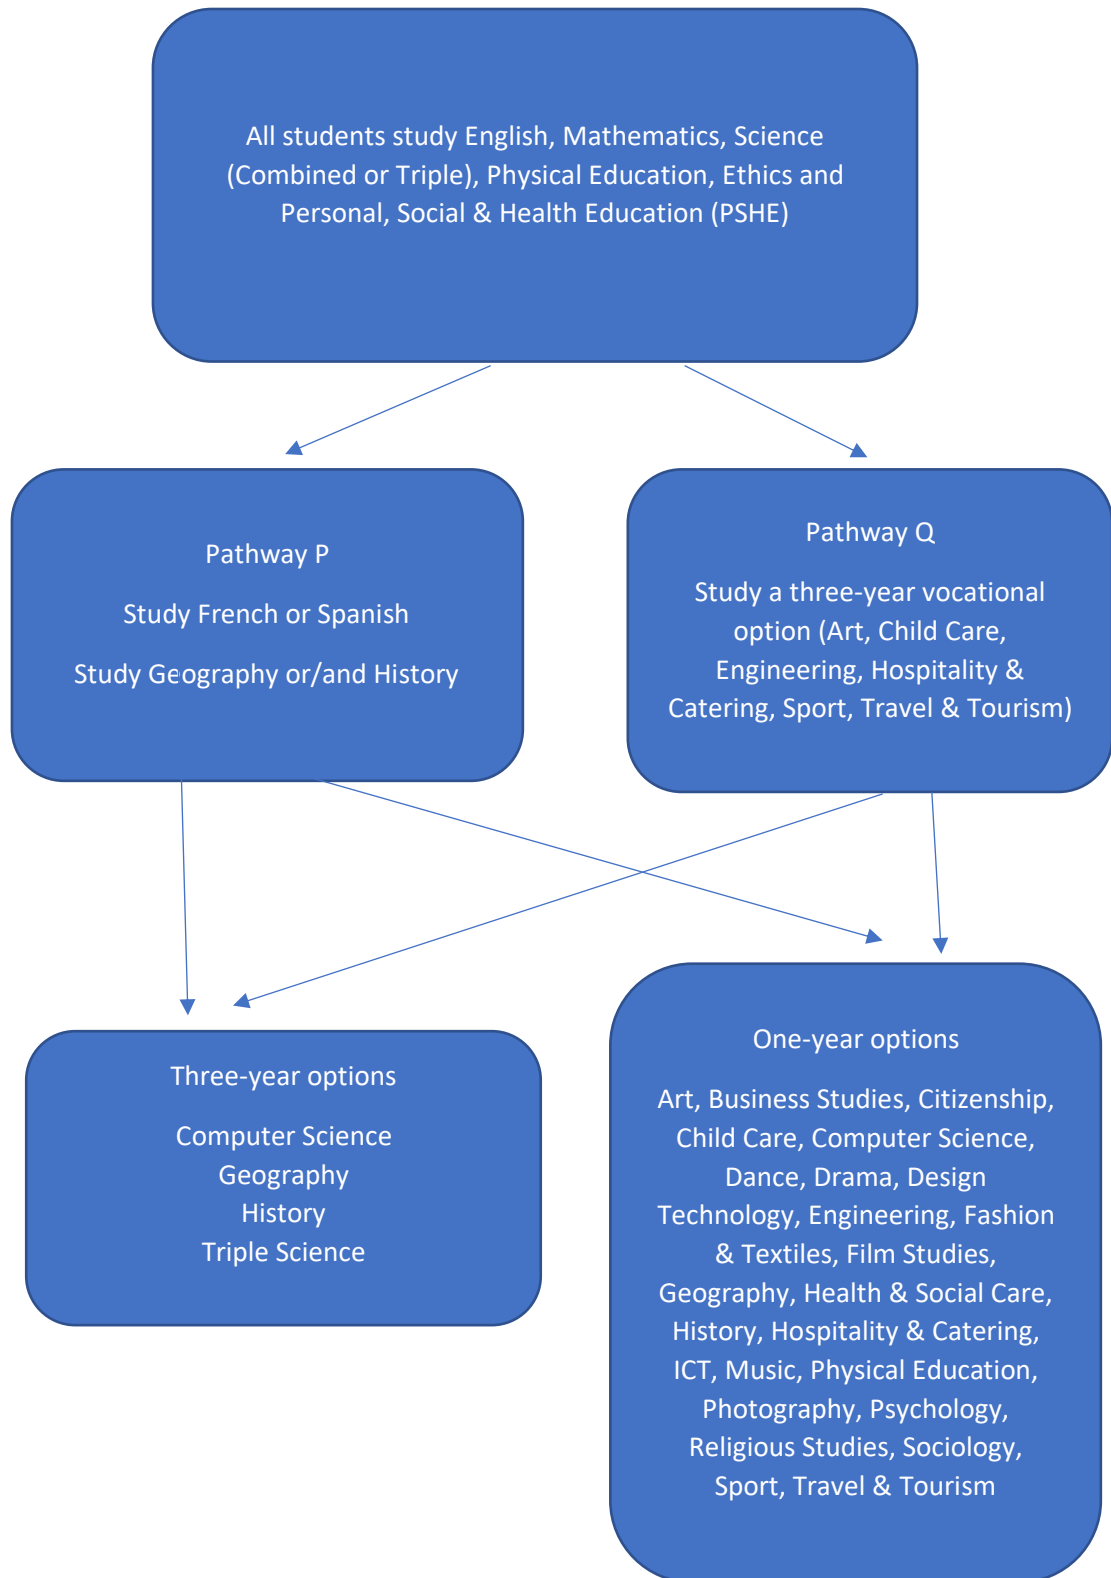 All students study English, Mathematics, Science
(Combined or Triple), Physical Education, Ethics and
Personal, Social & Health Education (PSHE)
Pathway P
Study French or Spanish
Study Geography or/and History
Pathway Q
Study a three-year vocational
option (Art, Child Care,
Engineering, Hospitality &
Catering, Sport, Travel & Tourism)
Three-year options
Computer Science
Geography
History
Triple Science
One-year options
Art, Business Studies, Citizenship,
Child Care, Computer Science,
Dance, Drama, Design
Technology, Engineering, Fashion
& Textiles, Film Studies,
Geography, Health & Social Care,
History, Hospitality & Catering,
ICT, Music, Physical Education,
Photography, Psychology,
Religious Studies, Sociology,
Sport, Travel & Tourism